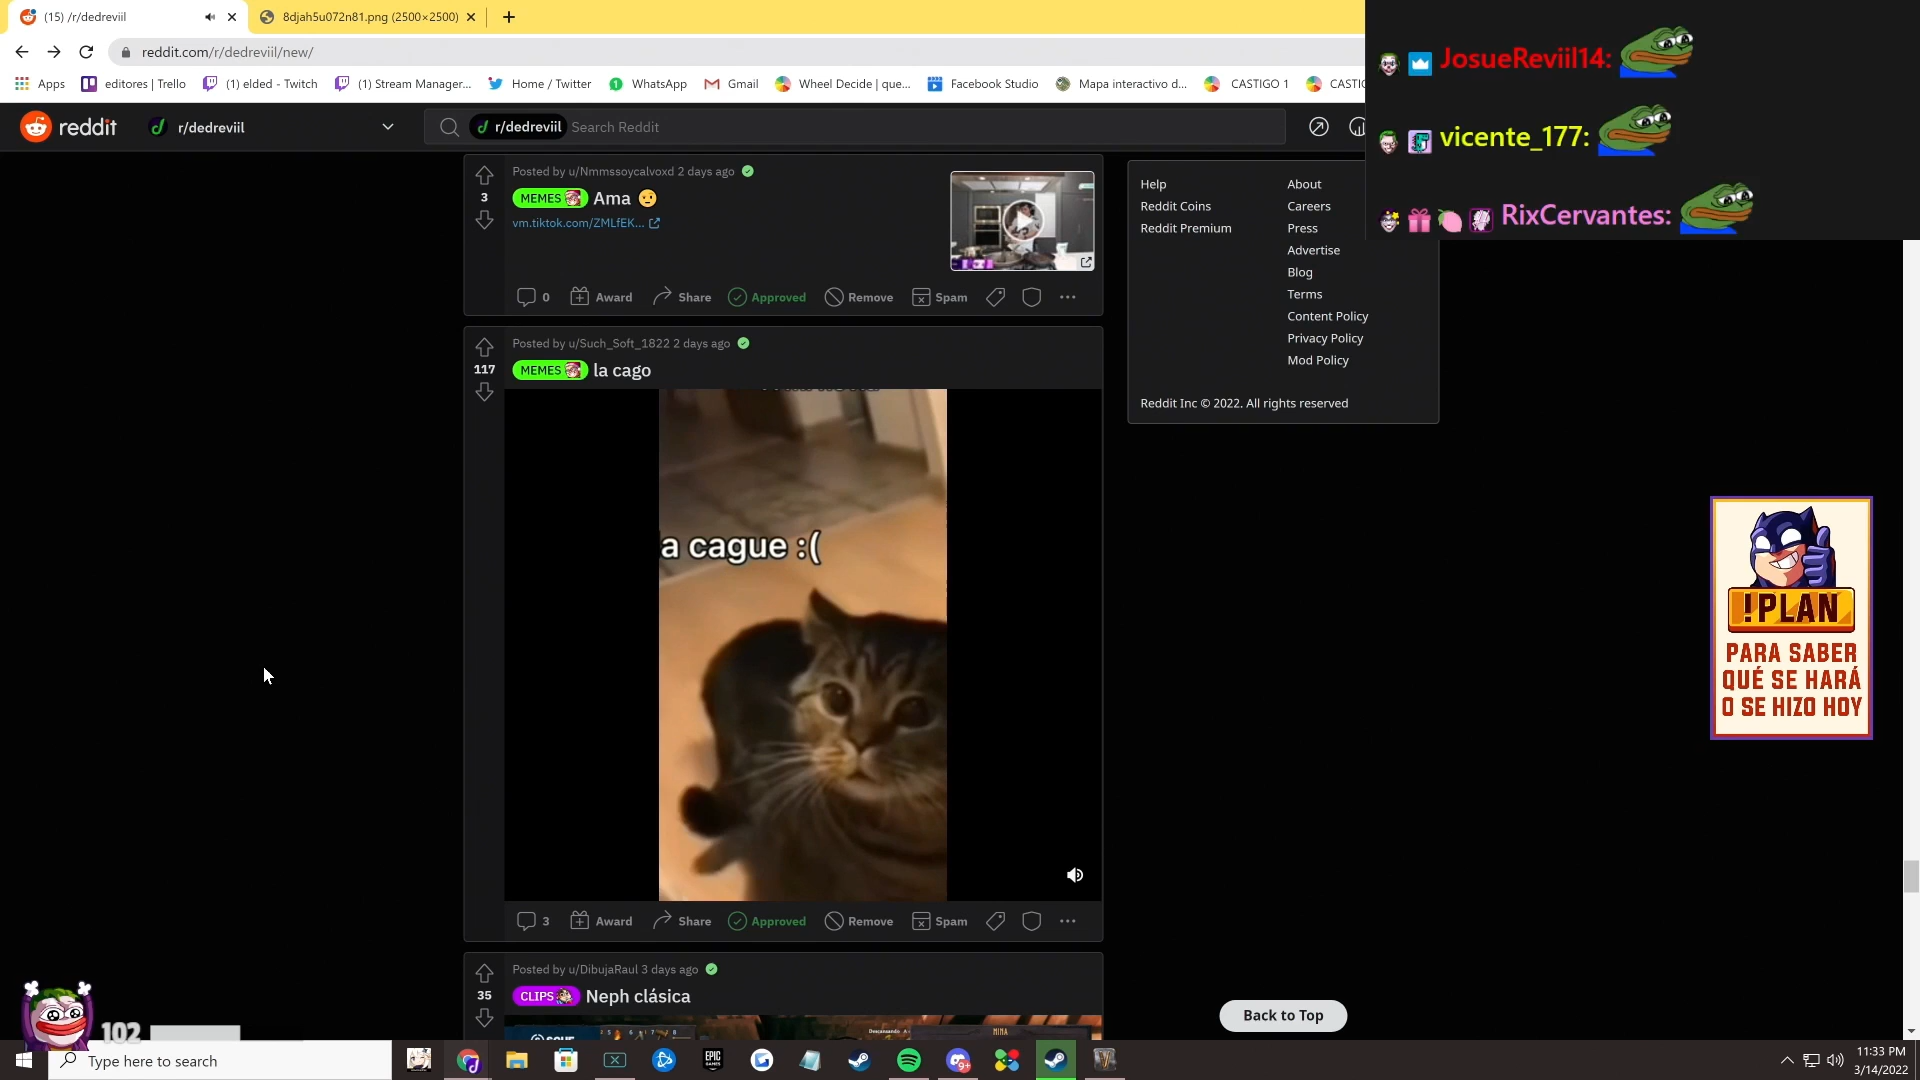 (15) /r/dedreviil
8djah5u072n81.png (2500×2500)
reddit.com/r/dedreviil/new/
Apps
editores | Trello
(1) elded - Twitch
(1) Stream Manager...
Home / Twitter
WhatsApp
Gmail
Wheel Decide | que...
Facebook Studio
Mapa interactivo d...
CASTIGO 1
JosueReviil14:
vicente_177:
RixCervantes:
reddit
r/dedreviil
r/dedreviil
Search Reddit
Posted by u/Nmmssoycalvoxd 2 days ago
3
MEMES
Ama
vm.tiktok.com/ZMLfEK...
0
Award
Share
Approved
Remove
Spam
Posted by u/Such_Soft_1822 2 days ago
117
MEMES
la cago
a cague :(
3
Award
Share
Approved
Remove
Spam
Posted by u/DibujaRaul 3 days ago
35
CLIPS
Neph clásica
Help
Reddit Coins
Reddit Premium
About
Careers
Press
Advertise
Blog
Terms
Content Policy
Privacy Policy
Mod Policy
Reddit Inc © 2022. All rights reserved
!PLAN
PARA SABER
QUÉ SE HARÁ
O SE HIZO HOY
Back to Top
102
Type here to search
EPIC
GAMES
9+
11:33 PM
3/14/2022